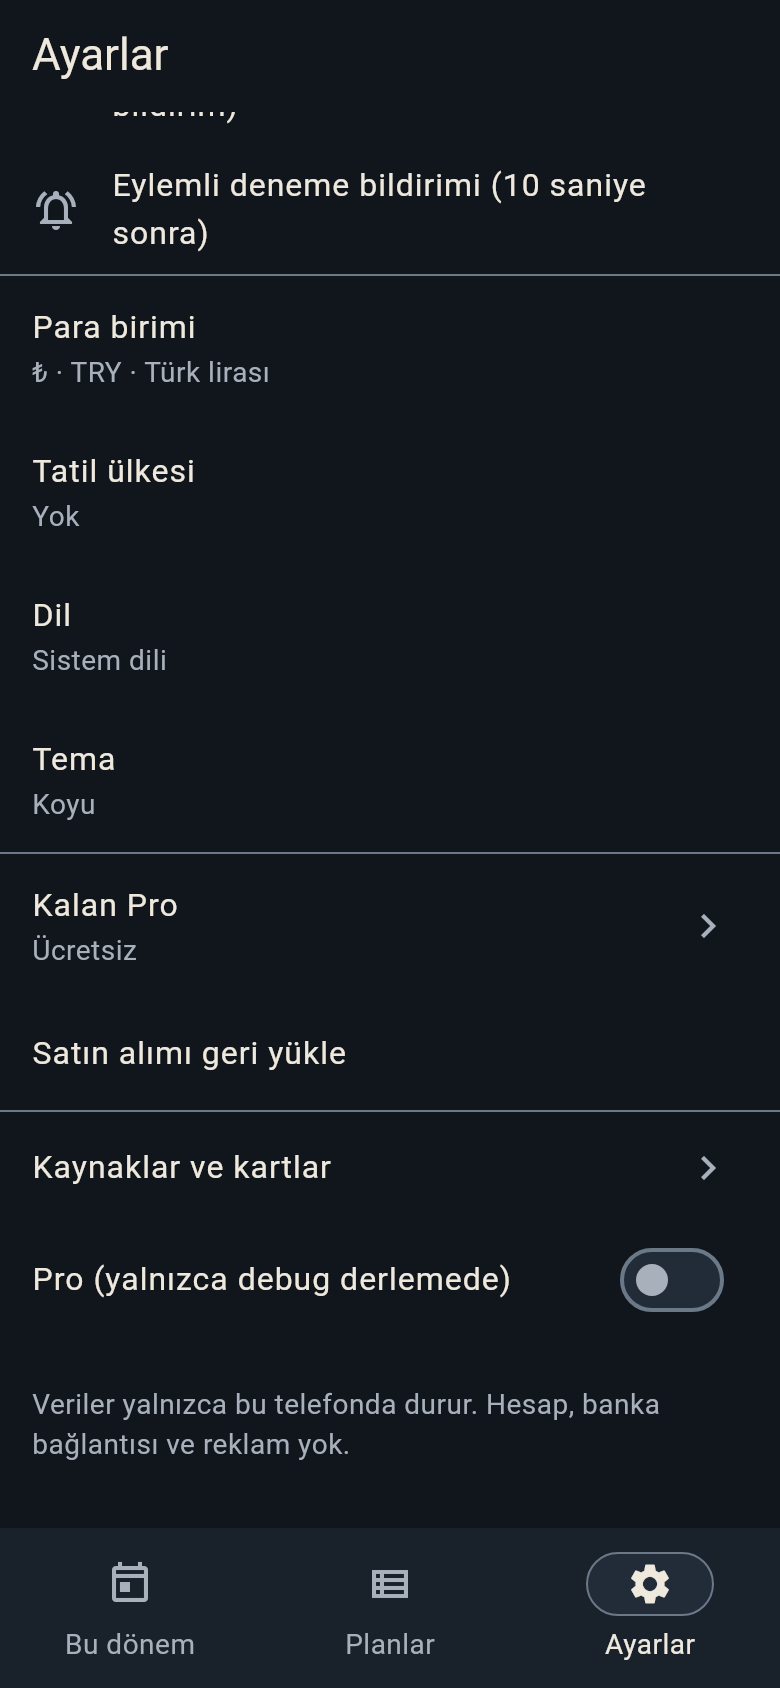 Ayarlar
bildirim)
Eylemli deneme bildirimi (10 saniye
sonra)
Para birimi
₺ · TRY · Türk lirası
Tatil ülkesi
Yok
Dil
Sistem dili
Tema
Koyu
Kalan Pro
Ücretsiz
Satın alımı geri yükle
Kaynaklar ve kartlar
Pro (yalnızca debug derlemede)
Veriler yalnızca bu telefonda durur. Hesap, banka
bağlantısı ve reklam yok.
Bu dönem
Planlar
Ayarlar